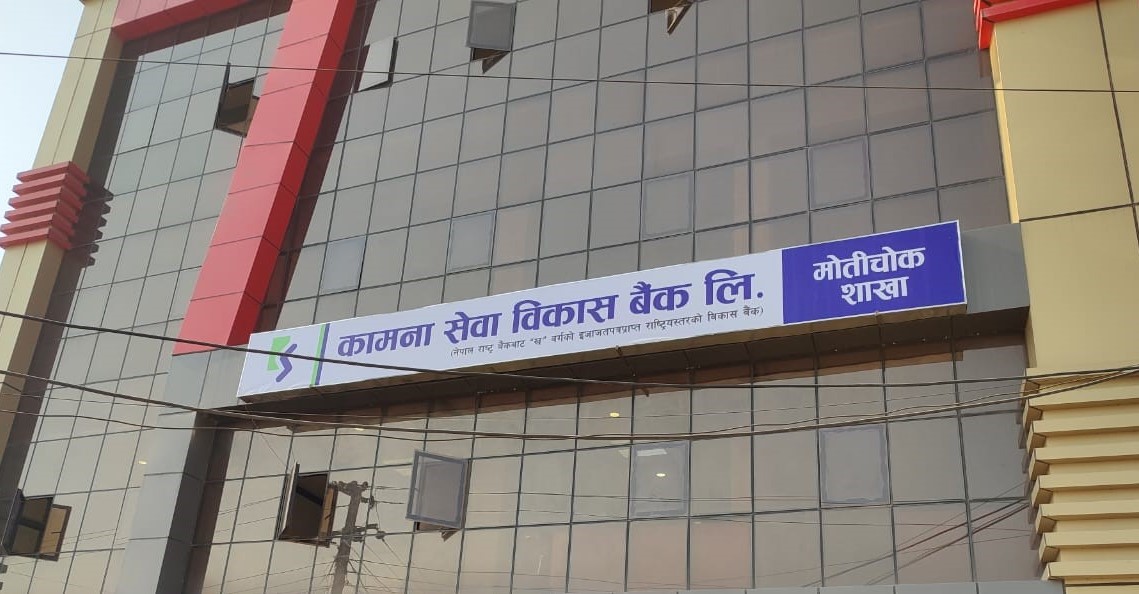 कामना सेवा विकास बैंक लि.
(नेपाल राष्ट्र बैंकबाट "ख" वर्गको इजाजतपत्रप्राप्त राष्ट्रियस्तरको विकास बैंक)
मोतीचोक
शाखा